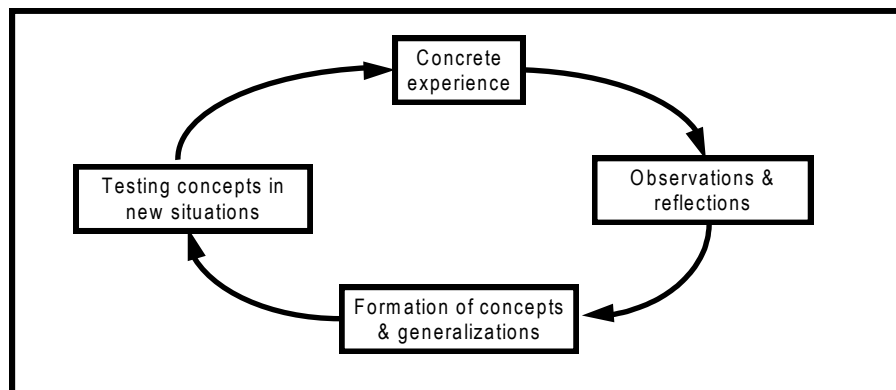 Concrete
experience
Observations &
reflections
Formation of concepts
& generalizations
Testing concepts in
new situations